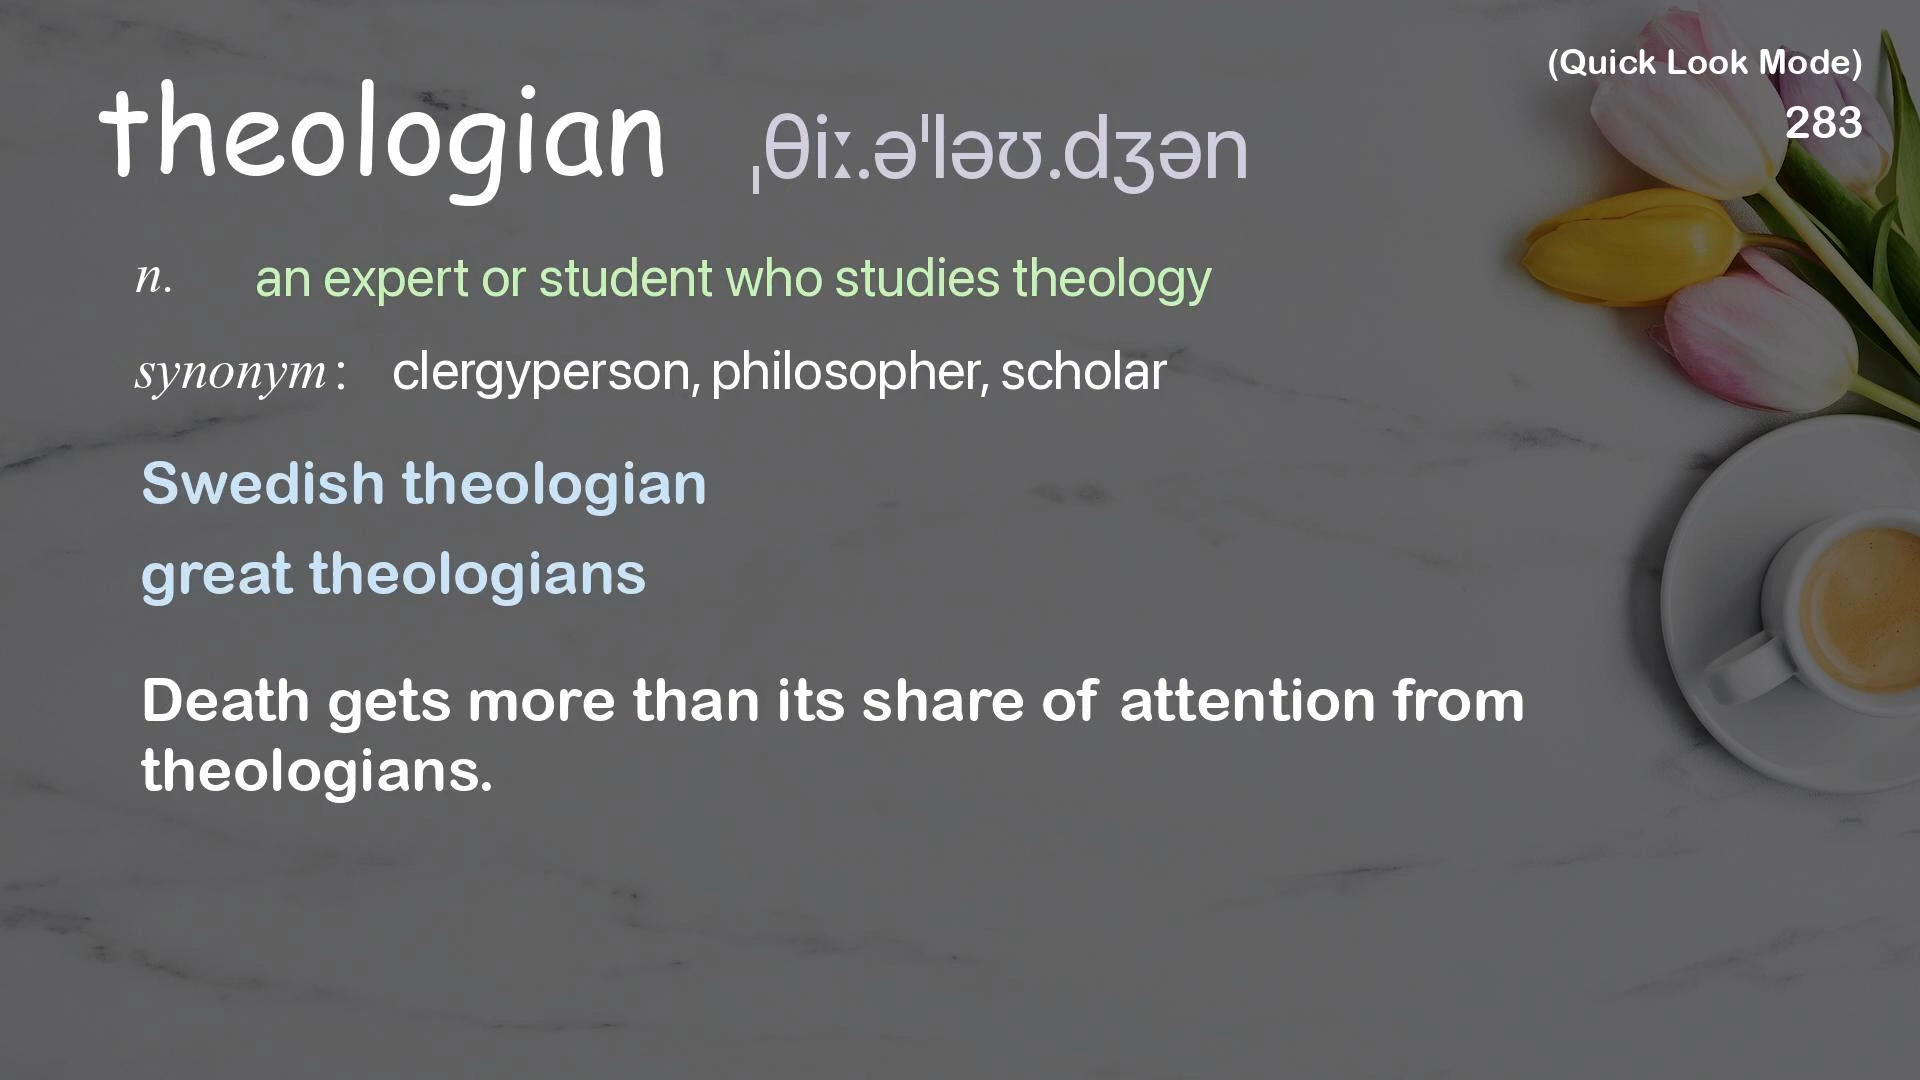 (Quick Look Mode)
283
theologian ˌθiː.əˈləʊ.dʒən
n. an expert or student who studies theology
synonym: clergyperson, philosopher, scholar
Swedish theologian
great theologians
Death gets more than its share of attention from
theologians.